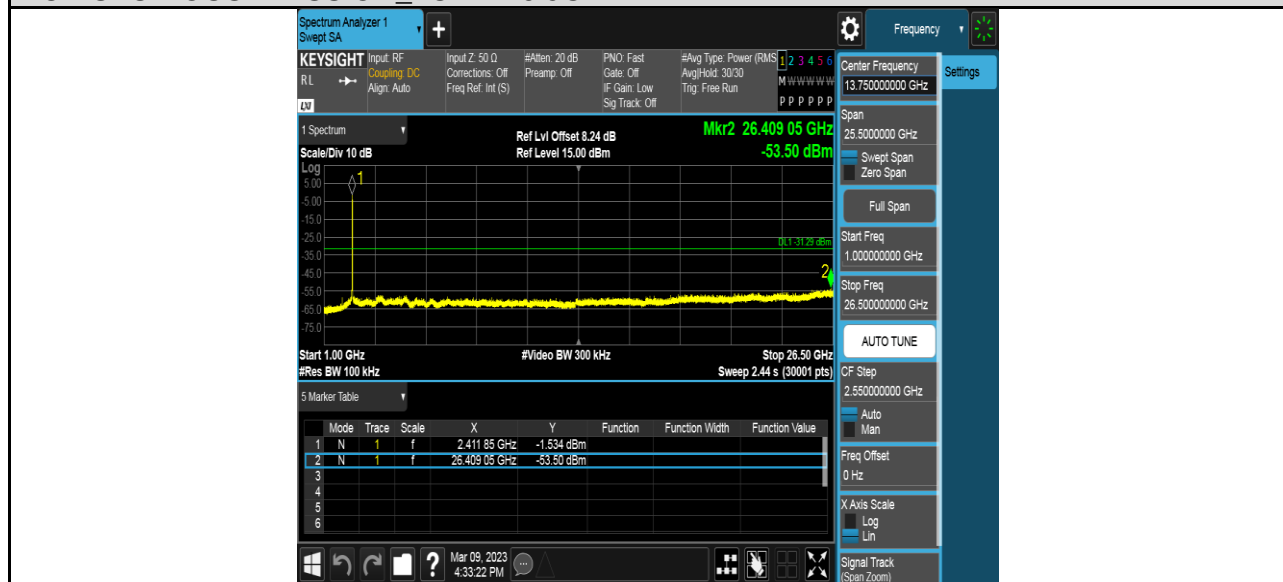 Spectrum Analyzer 1
Swept SA
+
Frequency
KEYSIGHT
Input: RF
Input Z: 50 Ω
#Atten: 20 dB
PNO: Fast
#Avg Type: Power (RMS
1 2 3 4 5 6
RL
Coupling: DC
Corrections: Off
Preamp: Off
Gate: Off
Avg|Hold: 30/30
M W W W W W
Align: Auto
Freq Ref: Int (S)
IF Gain: Low
Trig: Free Run
LXI
Sig Track: Off
P P P P P P
1 Spectrum
Ref Lvl Offset 8.24 dB
Mkr2 26.409 05 GHz
Scale/Div 10 dB
Ref Level 15.00 dBm
-53.50 dBm
Log
1
5.00
-5.00
-15.0
-25.0
DL1 -31.29 dBm
-35.0
-45.0
2
-55.0
-65.0
-75.0
Start 1.00 GHz
#Video BW 300 kHz
Stop 26.50 GHz
#Res BW 100 kHz
Sweep 2.44 s (30001 pts)
5 Marker Table
Mode Trace Scale X Y Function Function Width Function Value
1 N 1 f 2.411 85 GHz -1.534 dBm
2 N 1 f 26.409 05 GHz -53.50 dBm
3
4
5
6
?
Mar 09, 2023
4:33:22 PM
Center Frequency
13.750000000 GHz
Settings
Span
25.5000000 GHz
Swept Span
Zero Span
Full Span
Start Freq
1.000000000 GHz
Stop Freq
26.500000000 GHz
AUTO TUNE
CF Step
2.550000000 GHz
Auto
Man
Freq Offset
0 Hz
X Axis Scale
Log
Lin
Signal Track
(Span Zoom)